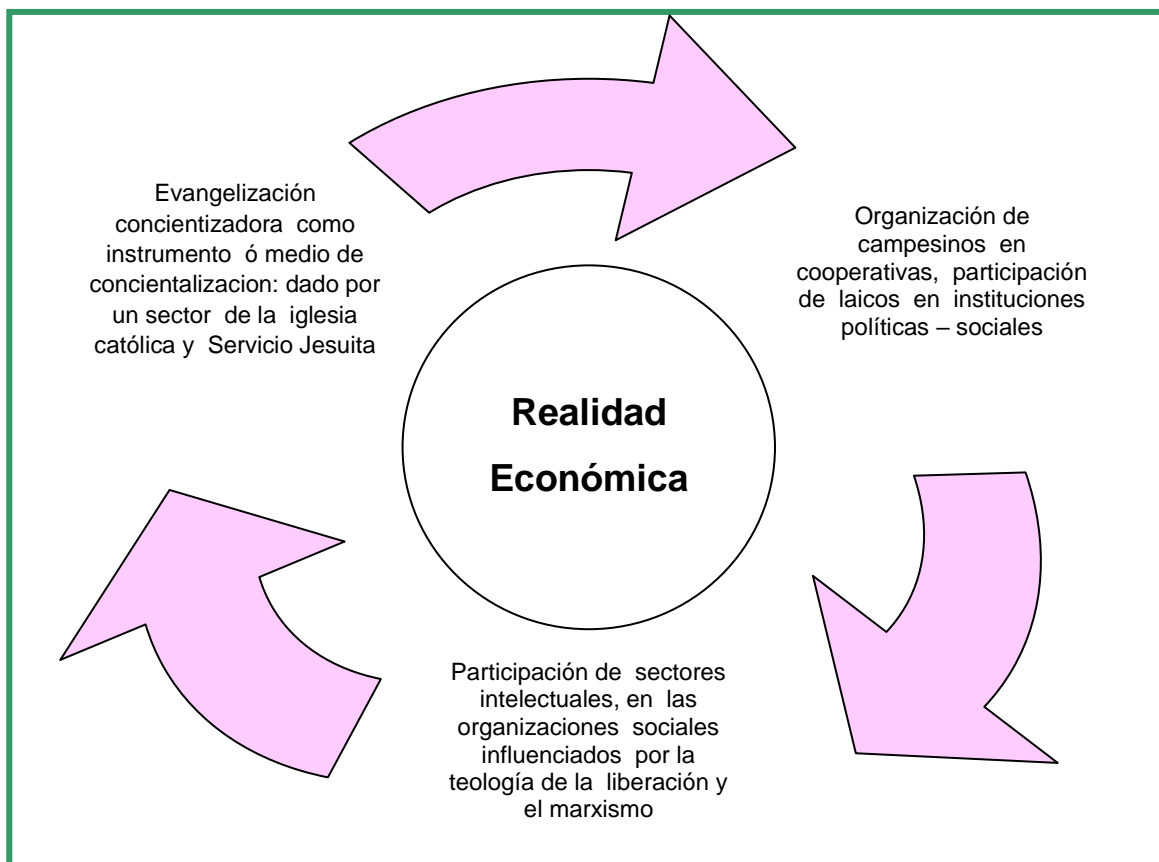 Evangelización
concientizadora como
instrumento ó medio de
concientalizacion: dado por
un sector de la iglesia
católica y Servicio Jesuita
Organización de
campesinos en
cooperativas, participación
de laicos en instituciones
políticas – sociales
Realidad
Económica
Participación de sectores
intelectuales, en las
organizaciones sociales
influenciados por la
teología de la liberación y
el marxismo